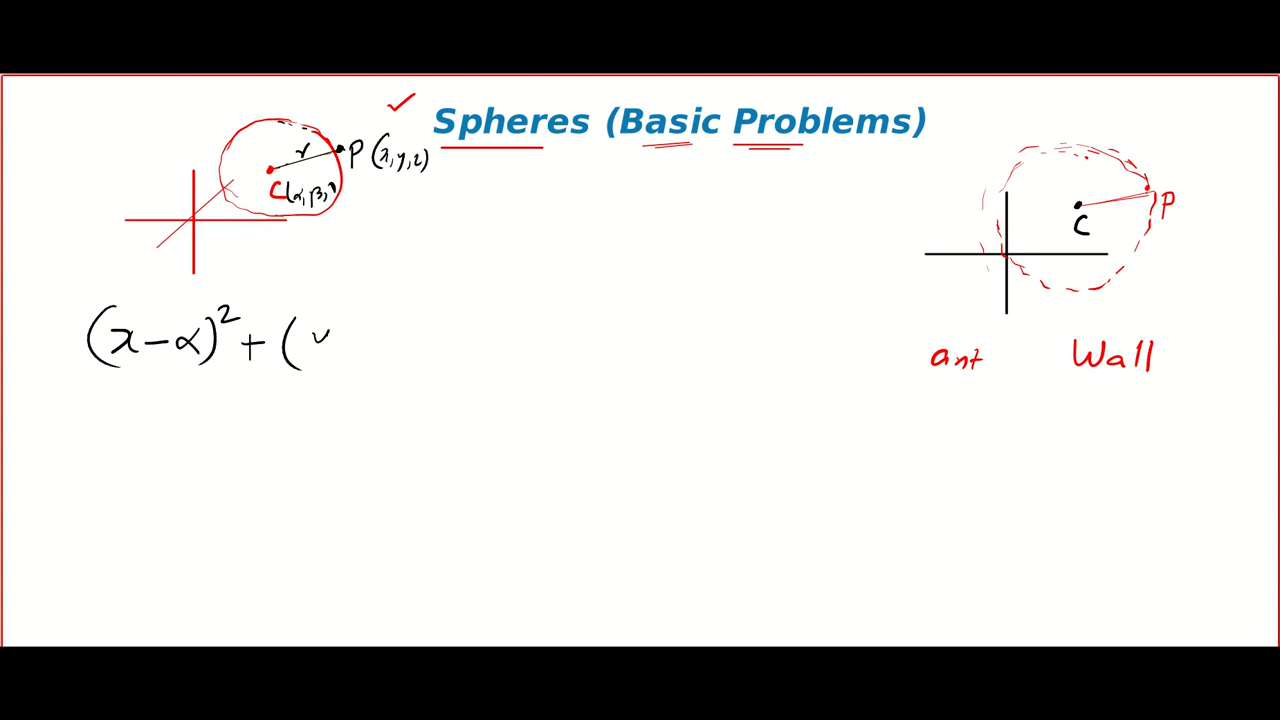 Spheres (Basic Problems)
r
P (x, y, z)
C (α, β, γ)
C
P
(x-α)² + (
ant
Wall